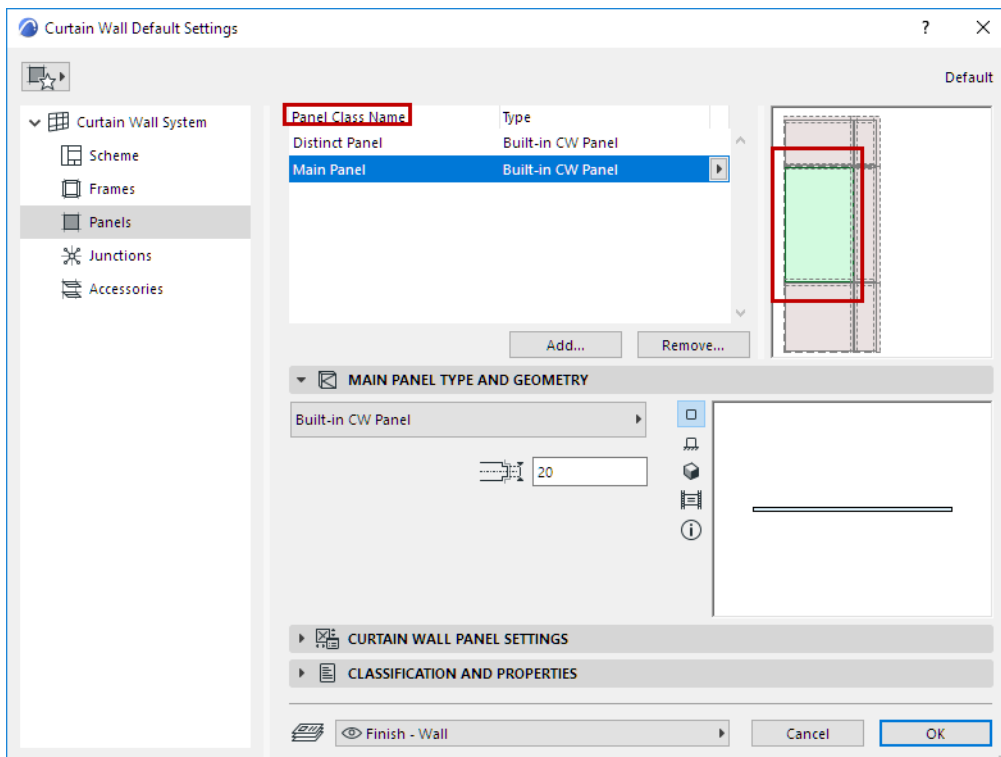 Curtain Wall Default Settings
?
Default
Curtain Wall System
Scheme
Frames
Panels
Junctions
Accessories
Panel Class Name Type
Distinct Panel Built-in CW Panel
Main Panel Built-in CW Panel
Add... Remove...
MAIN PANEL TYPE AND GEOMETRY
Built-in CW Panel
20
CURTAIN WALL PANEL SETTINGS
CLASSIFICATION AND PROPERTIES
Finish - Wall Cancel OK